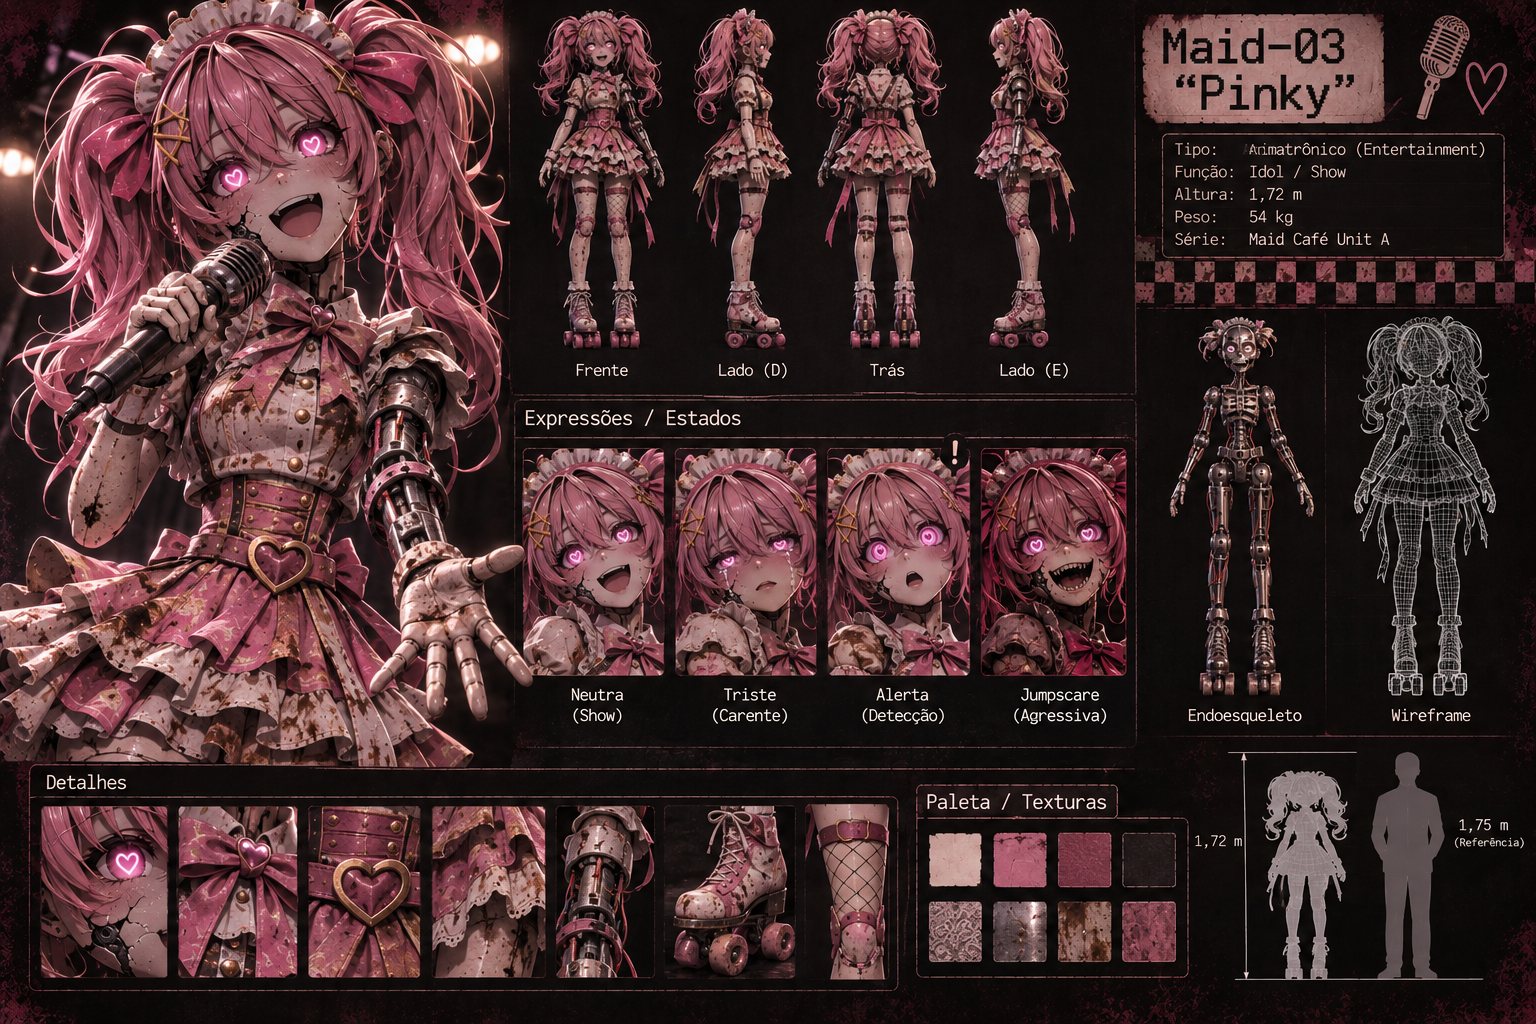 Maid-03
“Pinky”
Tipo: Animatrônico (Entertainment)
Função: Idol / Show
Altura: 1,72 m
Peso: 54 kg
Série: Maid Café Unit A
Frente
Lado (D)
Trás
Lado (E)
Expressões / Estados
!
Neutra
(Show)
Triste
(Carente)
Alerta
(Detecção)
Jumpscare
(Agressiva)
Endoesqueleto
Wireframe
Detalhes
Paleta / Texturas
1,72 m
1,75 m
(Referência)